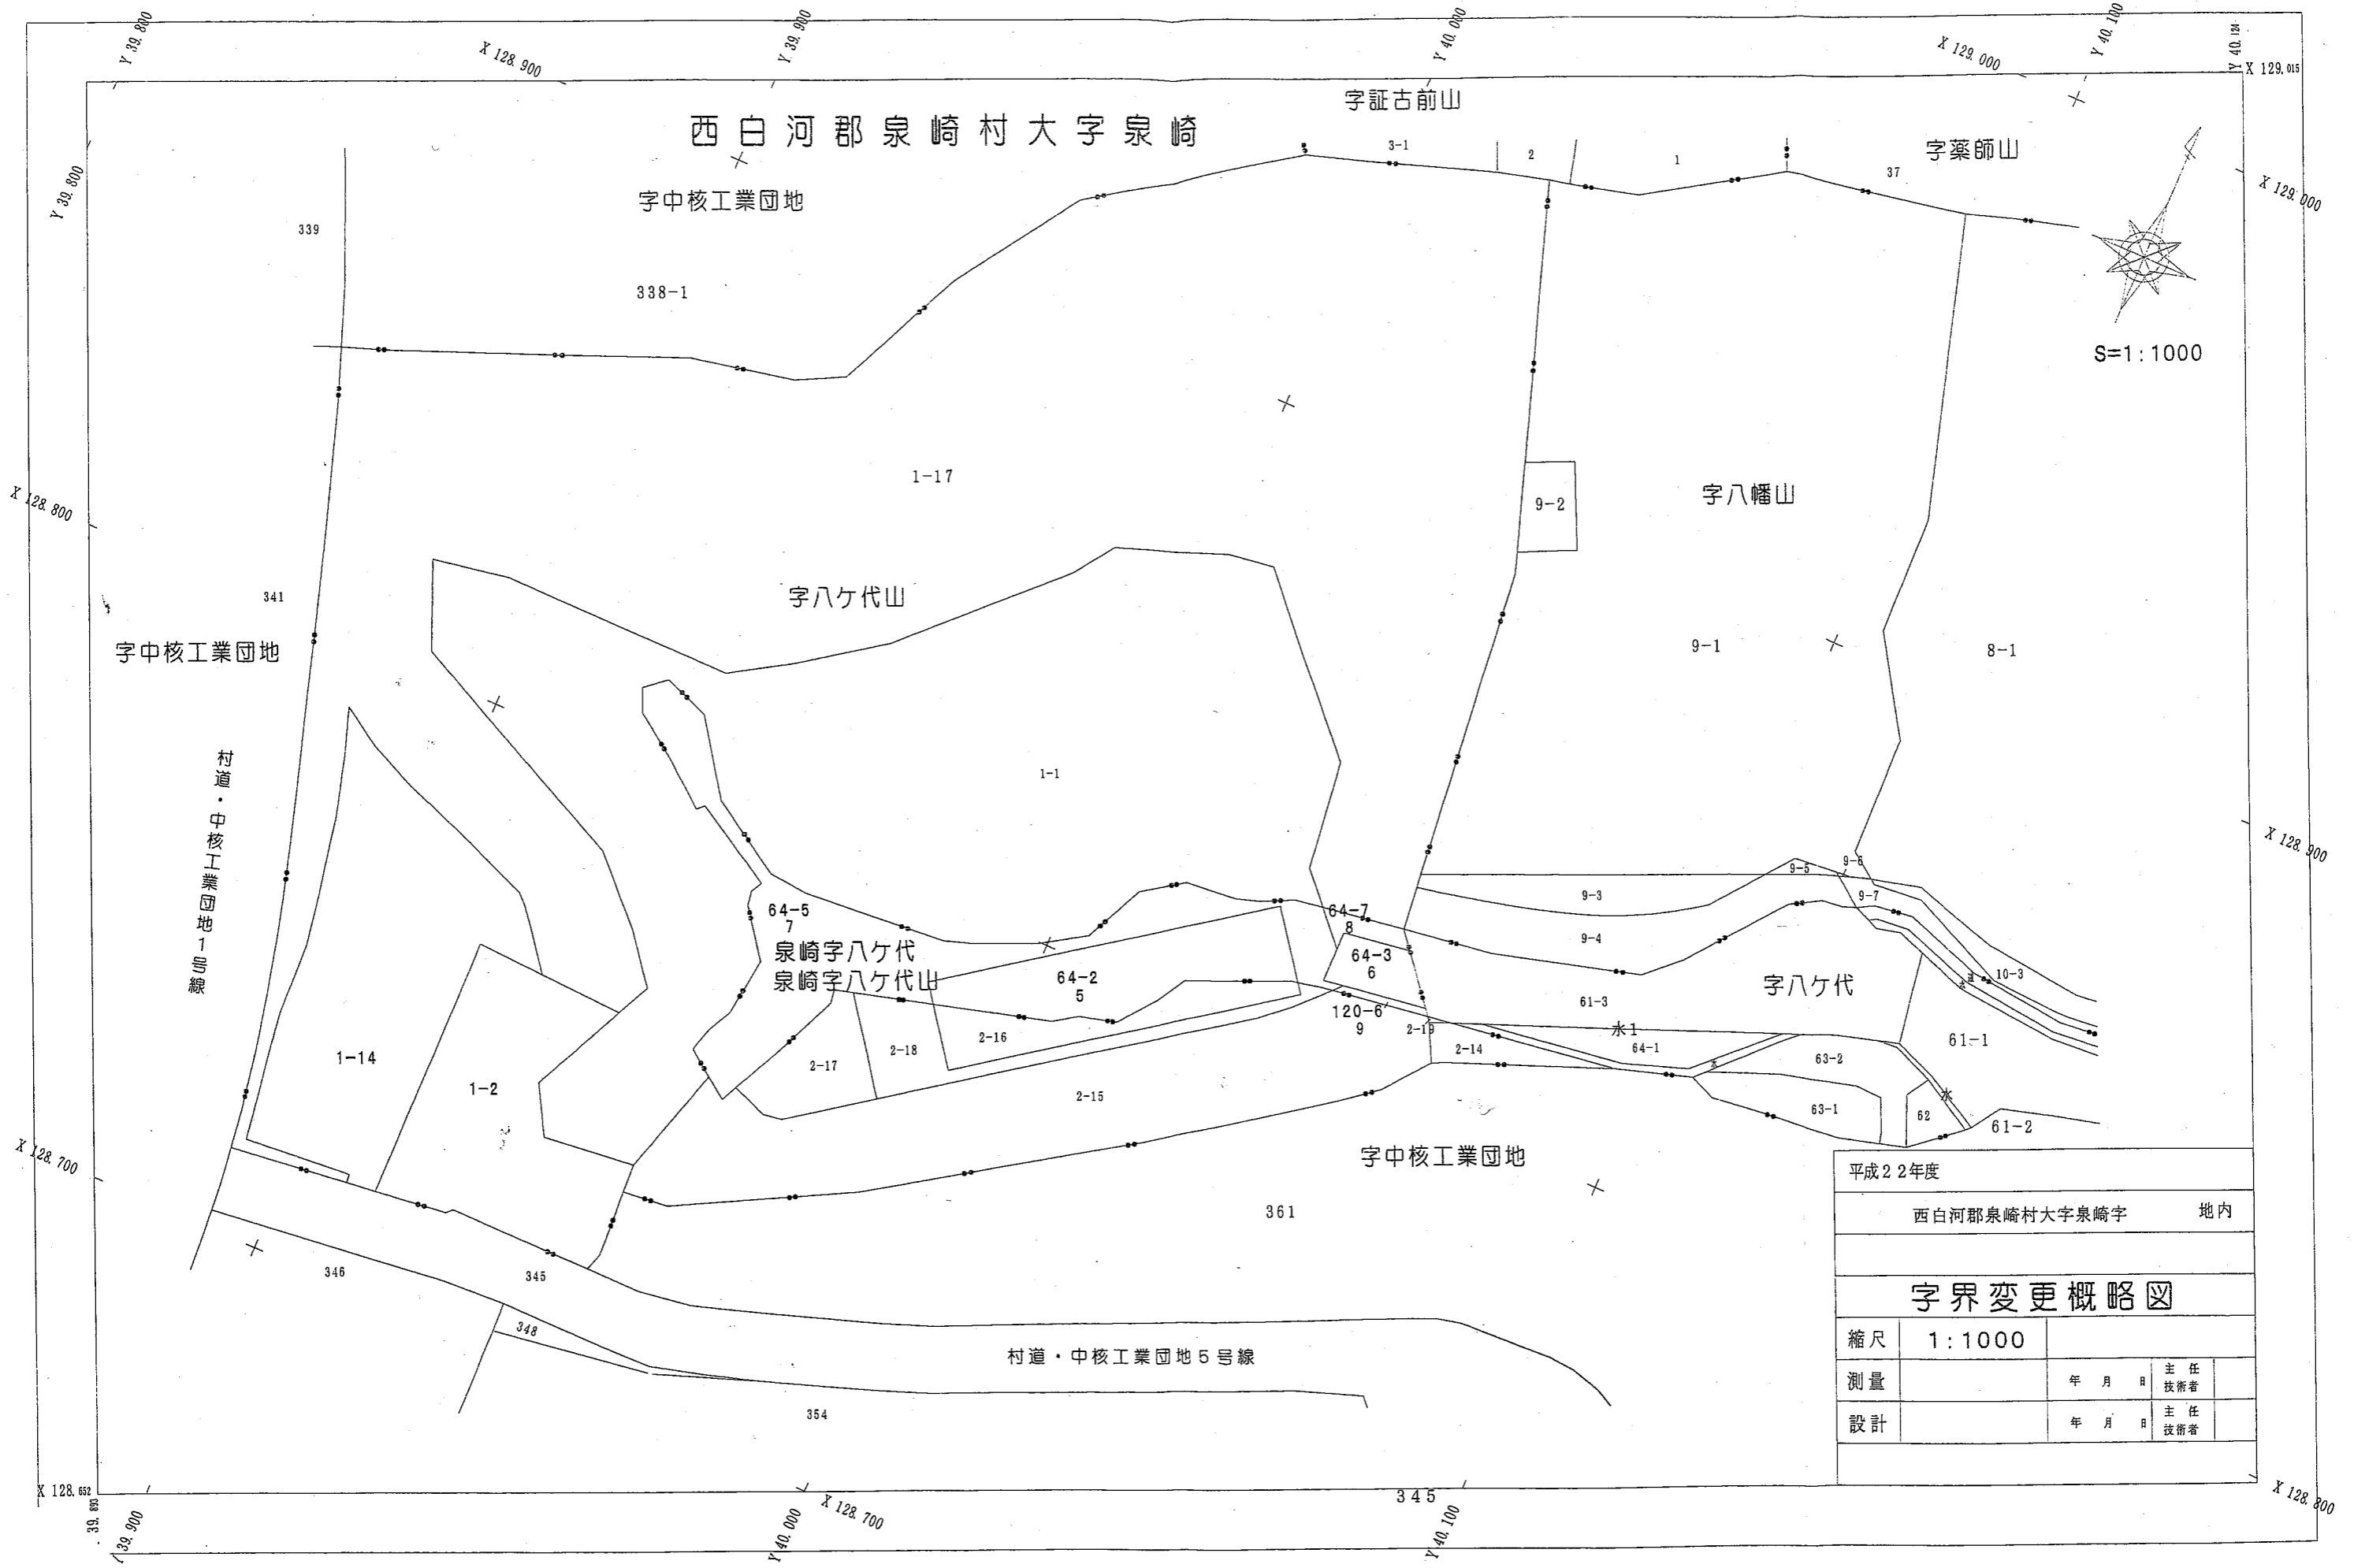 Y 39.800
X 128.900
Y 39.900
Y 40.000
X 129.000
Y 40.100
Y 40.124
X 129.015
字証古前山
西白河郡泉崎村大字泉崎
3-1
2
1
37
字薬師山
Y 39.800
X 129.000
字中核工業団地
339
338-1
S=1:1000
1-17
字八幡山
9-2
X 128.800
字八ケ代山
341
字中核工業団地
9-1
8-1
村道・中核工業団地1号線
1-1
X 128.900
9-6
9-5
9-3
9-7
64-5
7
64-7
8
9-4
泉崎字八ケ代
泉崎字八ケ代山
64-3
6
64-2
5
10-3
字八ケ代
61-3
120-6
9
2-19
水1
2-16
2-18
2-17
2-14
64-1
61-1
63-2
1-14
1-2
2-15
水
63-1
62
61-2
X 128.700
字中核工業団地
361
346
345
348
村道・中核工業団地5号線
354
平成22年度
西白河郡泉崎村大字泉崎字 地内
字界変更概略図
縮尺 1:1000
測量 年 月 日 主任技術者
設計 年 月 日 主任技術者
X 128.652
39.893
Y 39.900
Y 40.000
X 128.700
345
Y 40.100
X 128.800